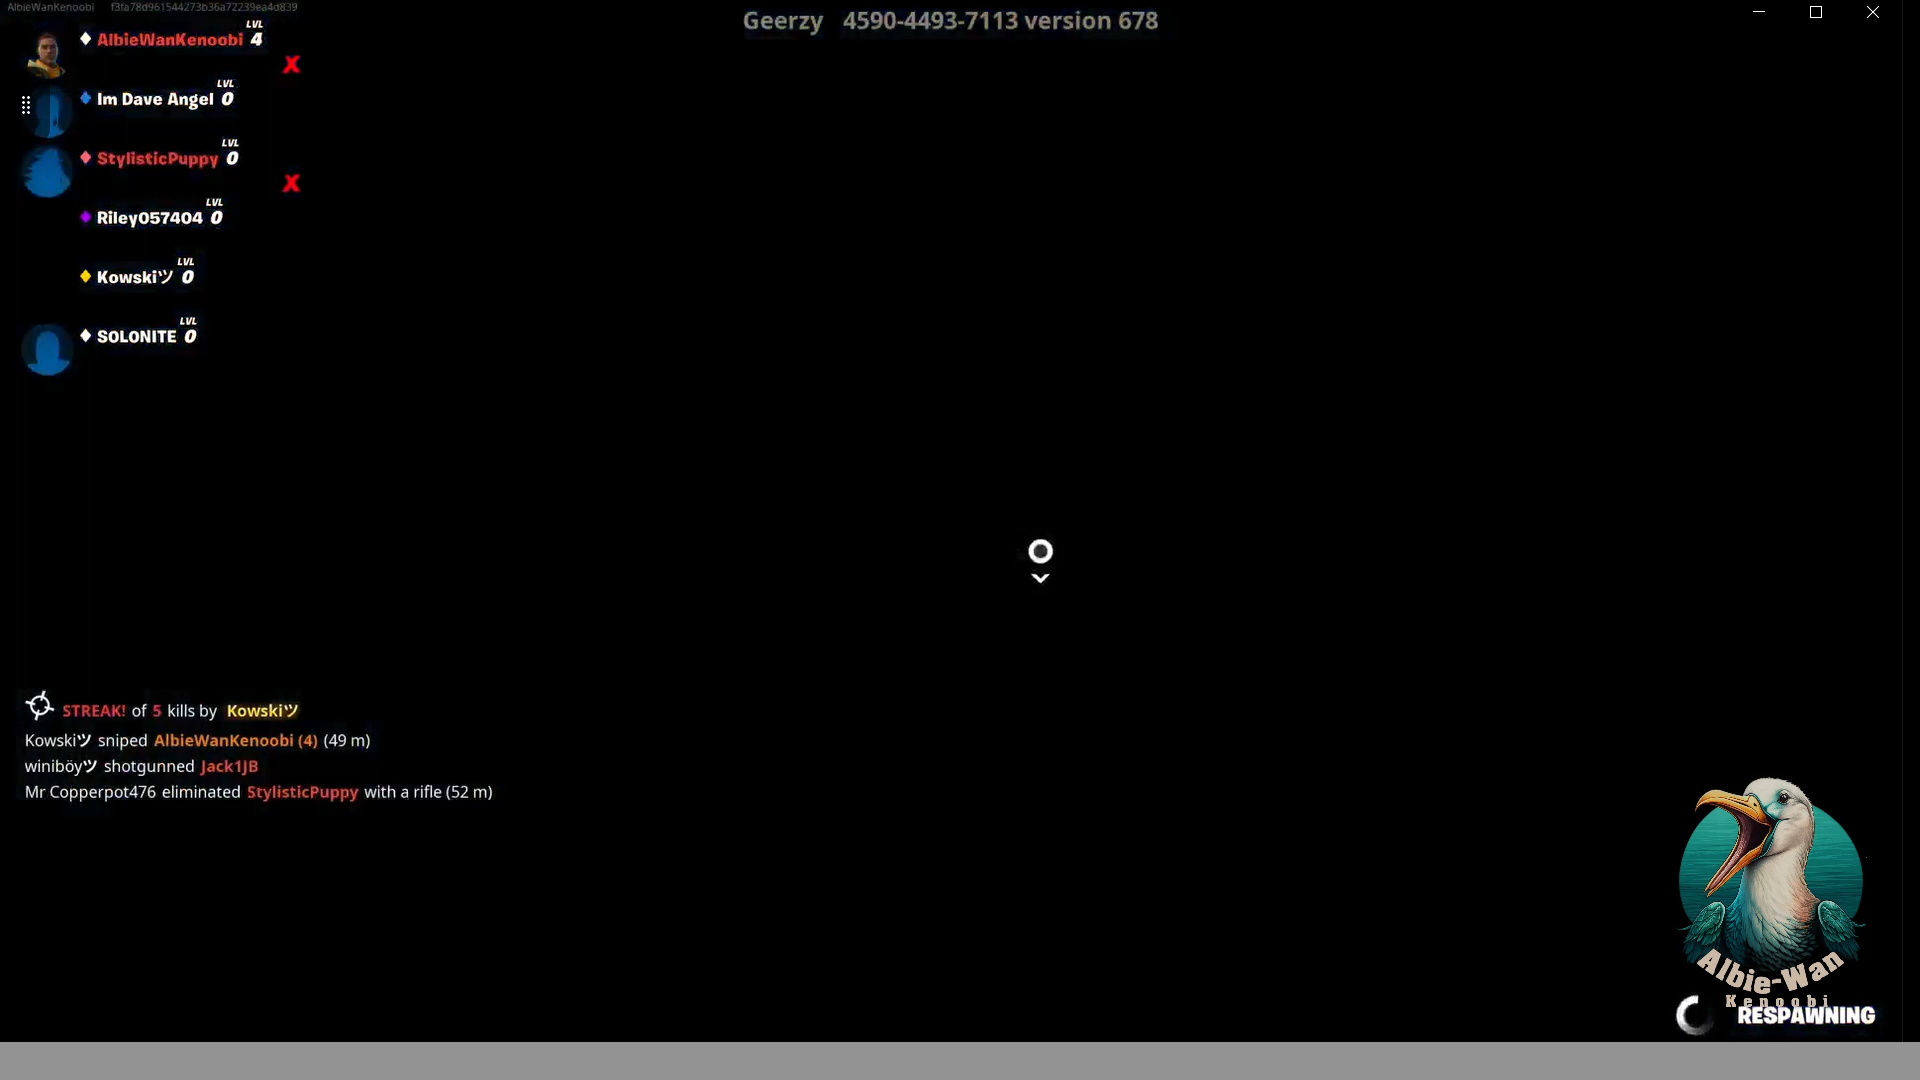 AlbieWanKenoobi f3fa78d961544273b36a72239ea4d839
Geerzy 4590-4493-7113 version 678
LVL
AlbieWanKenoobi 4
X
LVL
Im Dave Angel 0
LVL
StylisticPuppy 0
X
LVL
Riley057404 0
LVL
Kowskiツ 0
LVL
SOLONITE 0
STREAK! of 5 kills by Kowskiツ
Kowskiツ sniped AlbieWanKenoobi (4) (49 m)
winiböyツ shotgunned Jack1JB
Mr Copperpot476 eliminated StylisticPuppy with a rifle (52 m)
Albie-Wan
Kenoobi
RESPAWNING